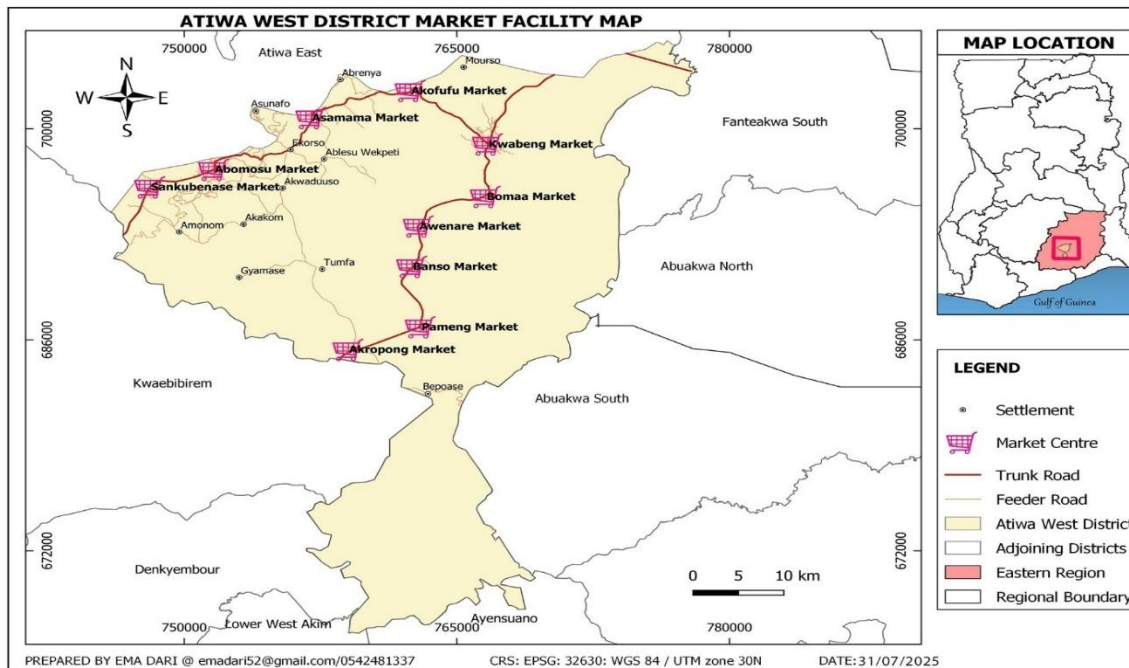 ATIWA WEST DISTRICT MARKET FACILITY MAP
750000
765000
780000
Atiwa East
Mourso
Abrenya
N
W
E
S
Akofufu Market
Asunafo
Asamama Market
700000
700000
Fanteakwa South
Kwabeng Market
Ekorso
Ablesu Wekpeti
Abomosu Market
Sankubenase Market
Akwaduuso
Bomaa Market
Amonom
Akakom
Awenare Market
Gyamase
Tumfa
Banso Market
Abuakwa North
Pameng Market
686000
686000
Akropong Market
Kwaebibirem
Bepoase
Abuakwa South
672000
672000
Denkyembour
0 5 10 km
Lower West Akim
Ayensuano
750000
765000
780000
MAP LOCATION
Gulf of Guinea
LEGEND
Settlement
Market Centre
Trunk Road
Feeder Road
Atiwa West District
Adjoining Districts
Eastern Region
Regional Boundary
PREPARED BY EMA DARI @ emadari52@gmail.com/0542481337
CRS: EPSG: 32630: WGS 84 / UTM zone 30N
DATE:31/07/2025